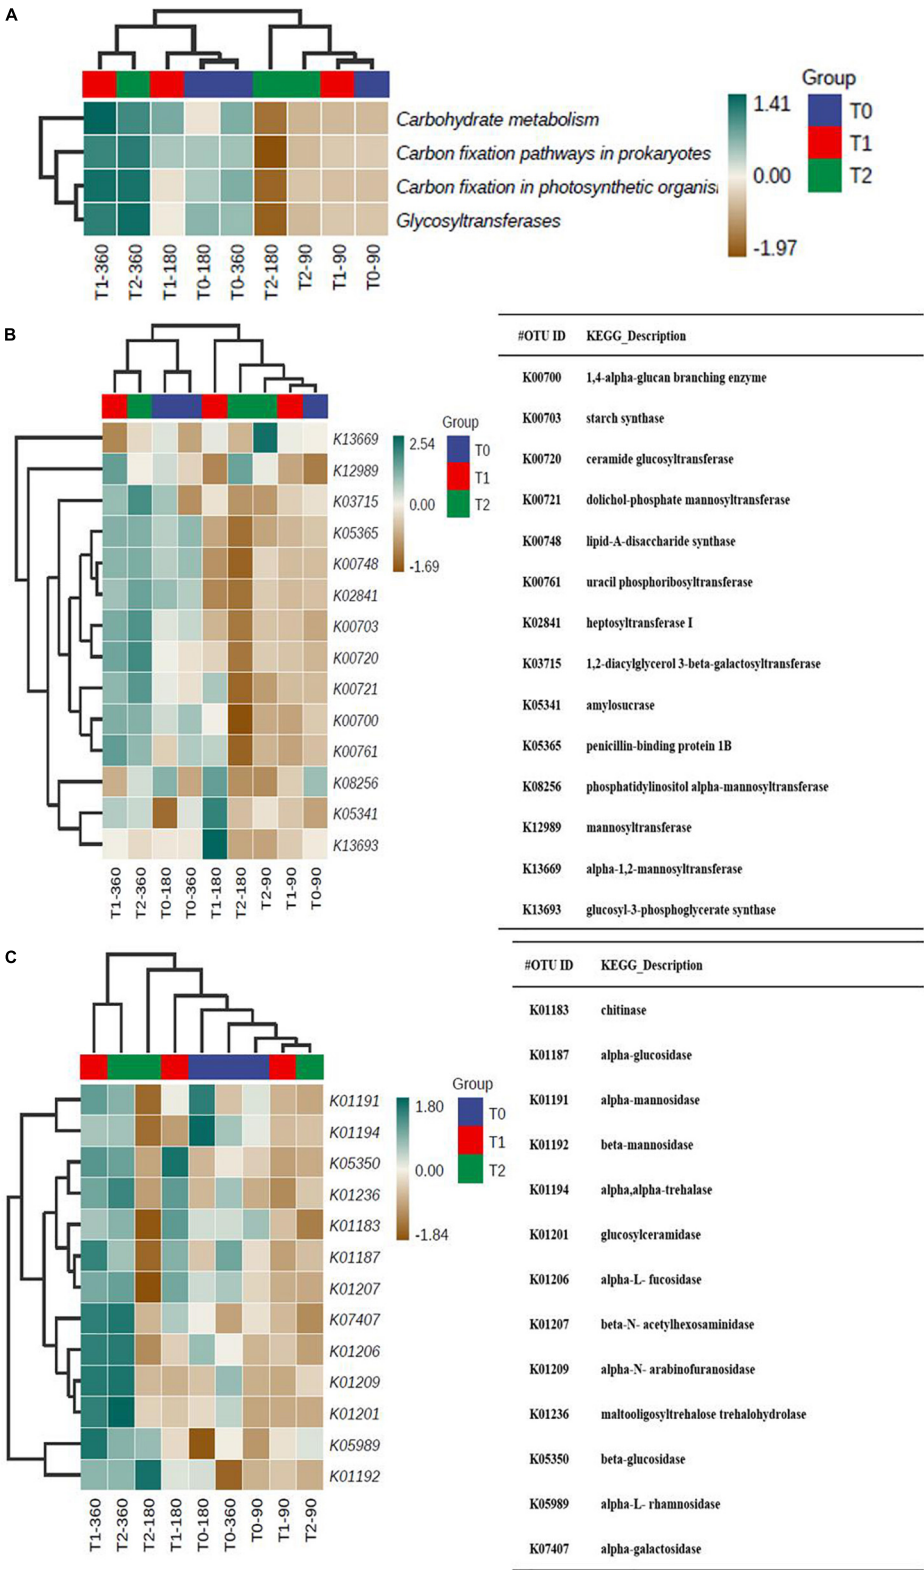 A
Group
1.41
0.00
-1.97
T0
T1
T2
Carbohydrate metabolism
Carbon fixation pathways in prokaryotes
Carbon fixation in photosynthetic organis
Glycosyltransferases
T1-360
T2-360
T1-180
T0-180
T0-360
T2-180
T2-90
T1-90
T0-90
B
Group
2.54
0.00
-1.69
T0
T1
T2
K13669
K12989
K03715
K05365
K00748
K02841
K00703
K00720
K00721
K00700
K00761
K08256
K05341
K13693
T1-360
T2-360
T0-180
T0-360
T1-180
T2-180
T2-90
T1-90
T0-90
#OTU ID KEGG_Description
K00700 1,4-alpha-glucan branching enzyme
K00703 starch synthase
K00720 ceramide glucosyltransferase
K00721 dolichol-phosphate mannosyltransferase
K00748 lipid-A-disaccharide synthase
K00761 uracil phosphoribosyltransferase
K02841 heptosyltransferase I
K03715 1,2-diacylglycerol 3-beta-galactosyltransferase
K05341 amylosucrase
K05365 penicillin-binding protein 1B
K08256 phosphatidylinositol alpha-mannosyltransferase
K12989 mannosyltransferase
K13669 alpha-1,2-mannosyltransferase
K13693 glucosyl-3-phosphoglycerate synthase
C
Group
1.80
0.00
-1.84
T0
T1
T2
K01191
K01194
K05350
K01236
K01183
K01187
K01207
K07407
K01206
K01209
K01201
K05989
K01192
T1-360
T2-360
T2-180
T1-180
T0-180
T0-360
T0-90
T1-90
T2-90
#OTU ID KEGG_Description
K01183 chitinase
K01187 alpha-glucosidase
K01191 alpha-mannosidase
K01192 beta-mannosidase
K01194 alpha,alpha-trehalase
K01201 glucosylceramidase
K01206 alpha-L- fucosidase
K01207 beta-N- acetylhexosaminidase
K01209 alpha-N- arabinofuranosidase
K01236 maltooligosyltrehalose trehalohydrolase
K05350 beta-glucosidase
K05989 alpha-L- rhamnosidase
K07407 alpha-galactosidase